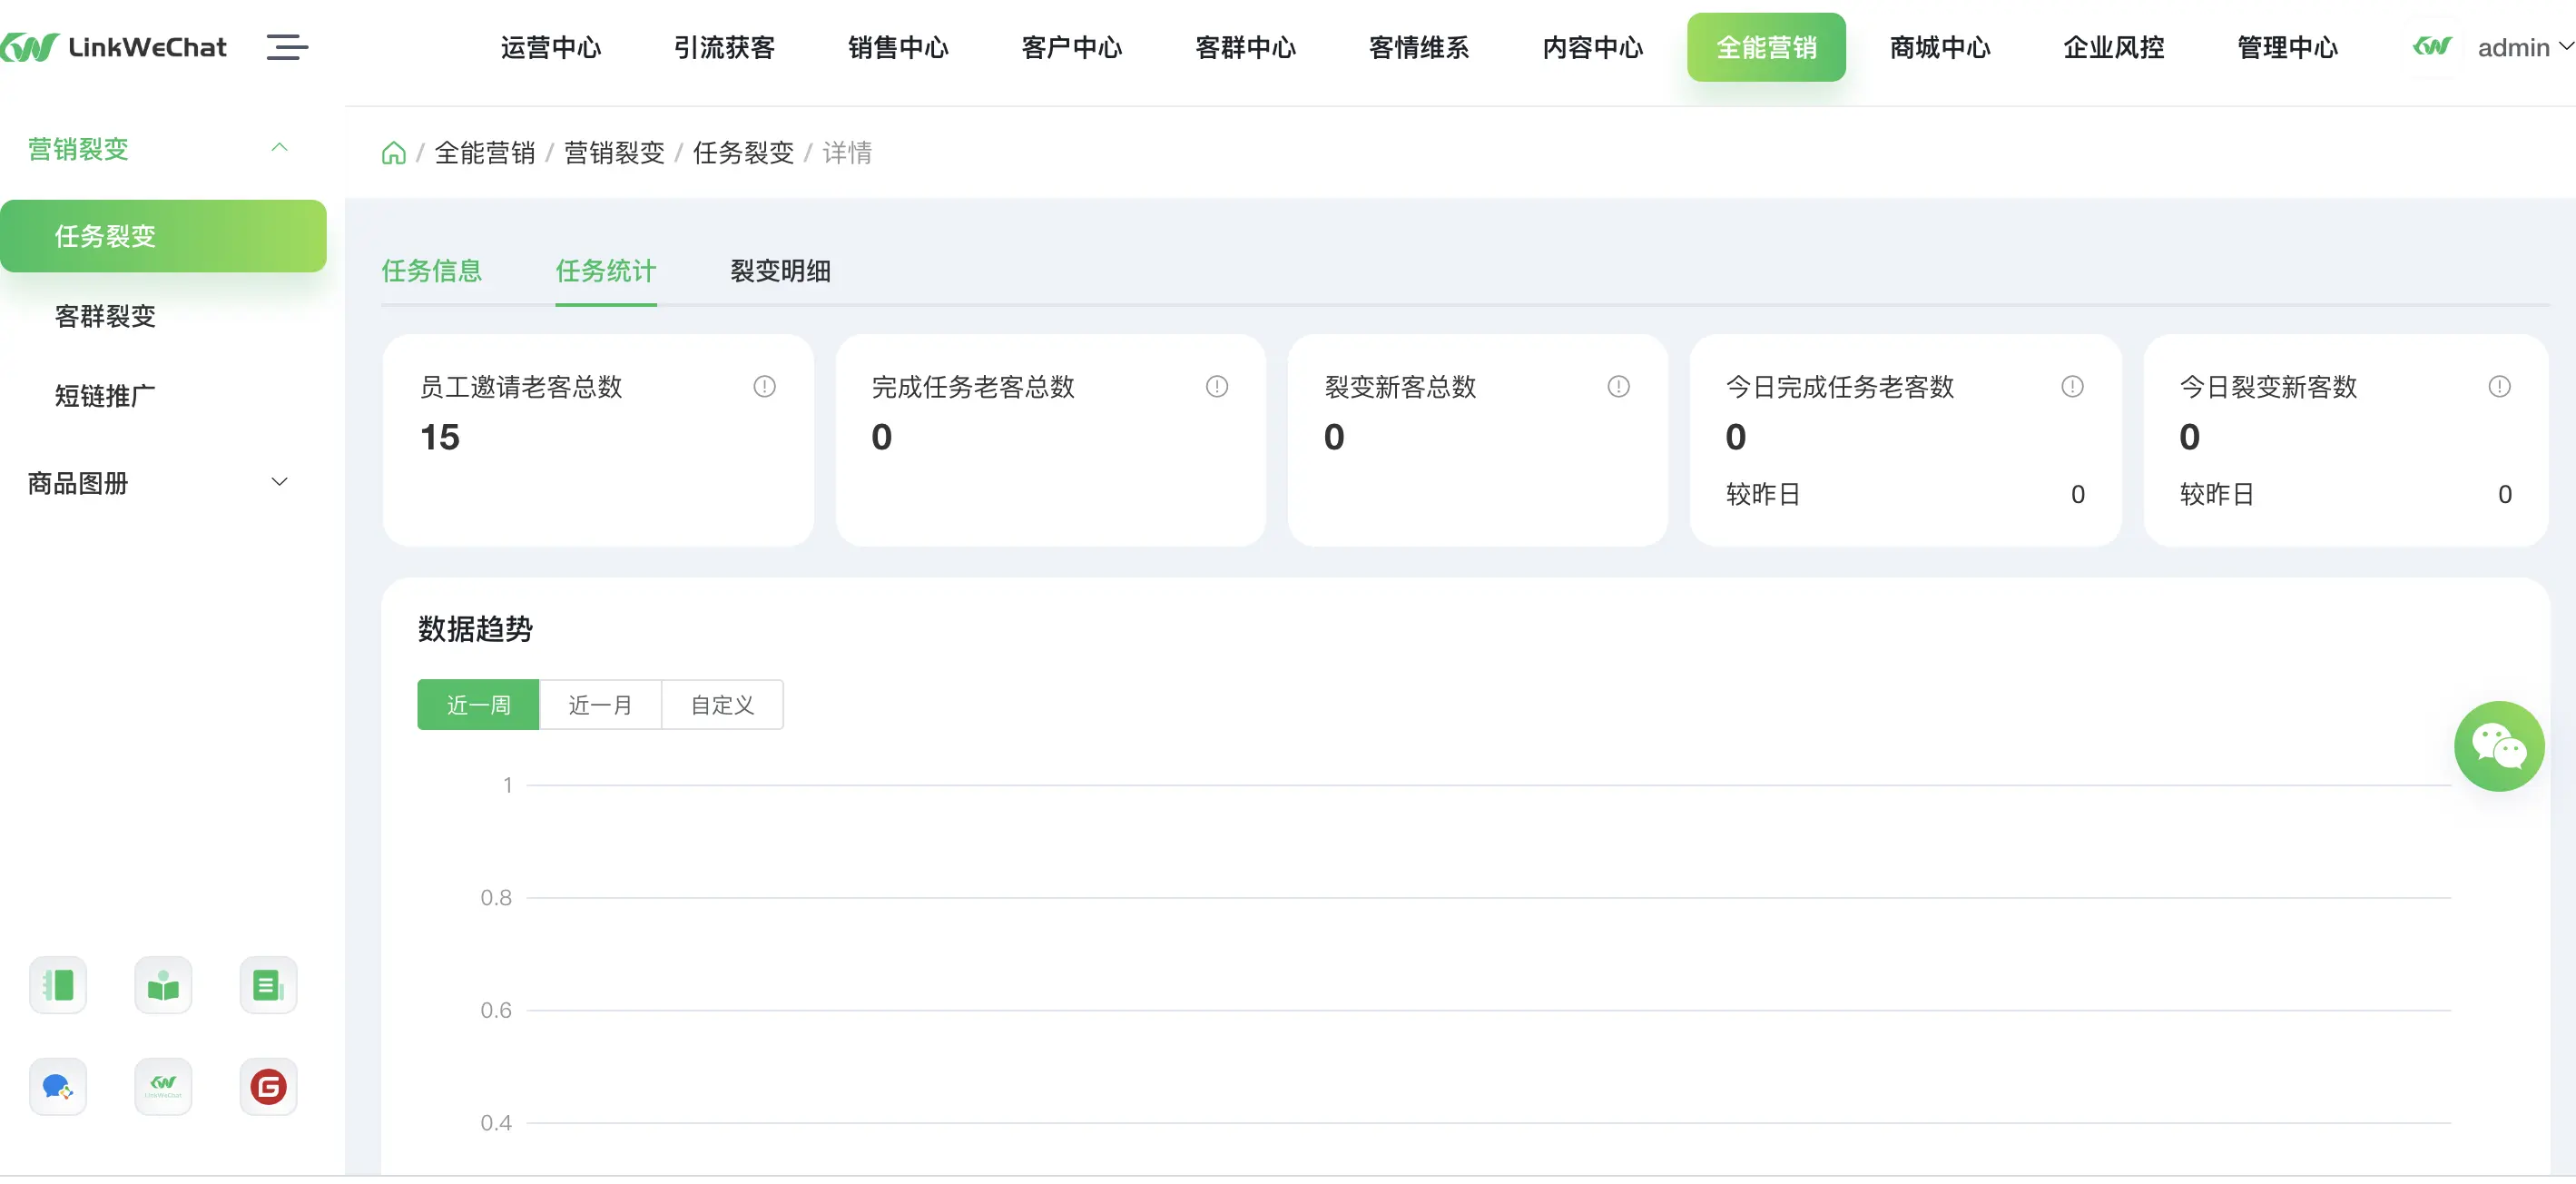 LinkWeChat
运营中心 引流获客 销售中心 客户中心 客群中心 客情维系 内容中心 全能营销 商城中心 企业风控 管理中心 admin
营销裂变
任务裂变
客群裂变
短链推广
商品图册
/ 全能营销 / 营销裂变 / 任务裂变 / 详情
任务信息 任务统计 裂变明细
员工邀请老客总数
15
完成任务老客总数
0
裂变新客总数
0
今日完成任务老客数
0
较昨日 0
今日裂变新客数
0
较昨日 0
数据趋势
近一周 近一月 自定义
1
0.8
0.6
0.4
LinkWeChat